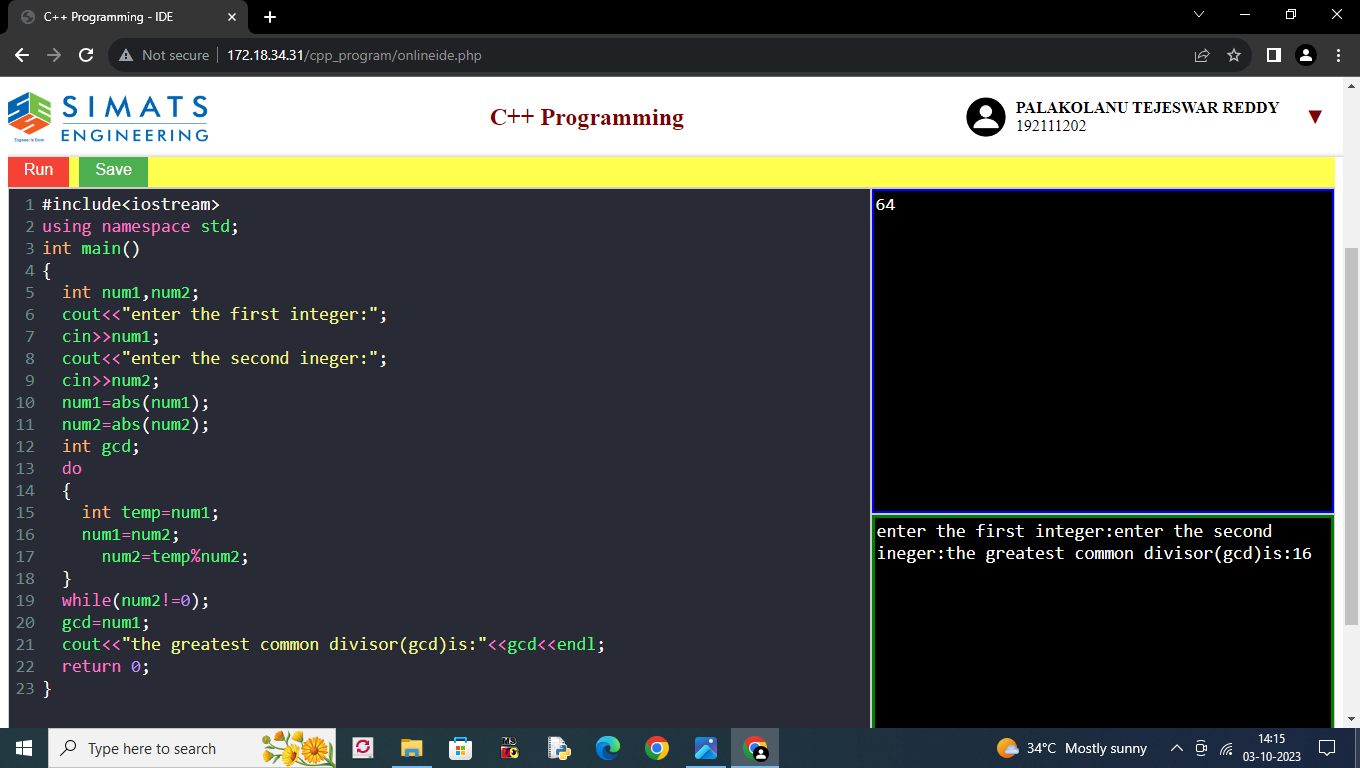 C++ Programming - IDE
Not secure
172.18.34.31/cpp_program/onlineide.php
SIMATS
ENGINEERING
Engineer to Excel
C++ Programming
PALAKOLANU TEJESWAR REDDY
192111202
Run
Save
1 #include<iostream>
2 using namespace std;
3 int main()
4 {
5   int num1,num2;
6   cout<<"enter the first integer:";
7   cin>>num1;
8   cout<<"enter the second ineger:";
9   cin>>num2;
10   num1=abs(num1);
11   num2=abs(num2);
12   int gcd;
13   do
14   {
15     int temp=num1;
16     num1=num2;
17       num2=temp%num2;
18   }
19   while(num2!=0);
20   gcd=num1;
21   cout<<"the greatest common divisor(gcd)is:"<<gcd<<endl;
22   return 0;
23 }
64
enter the first integer:enter the second
ineger:the greatest common divisor(gcd)is:16
Type here to search
34°C Mostly sunny
14:15
03-10-2023